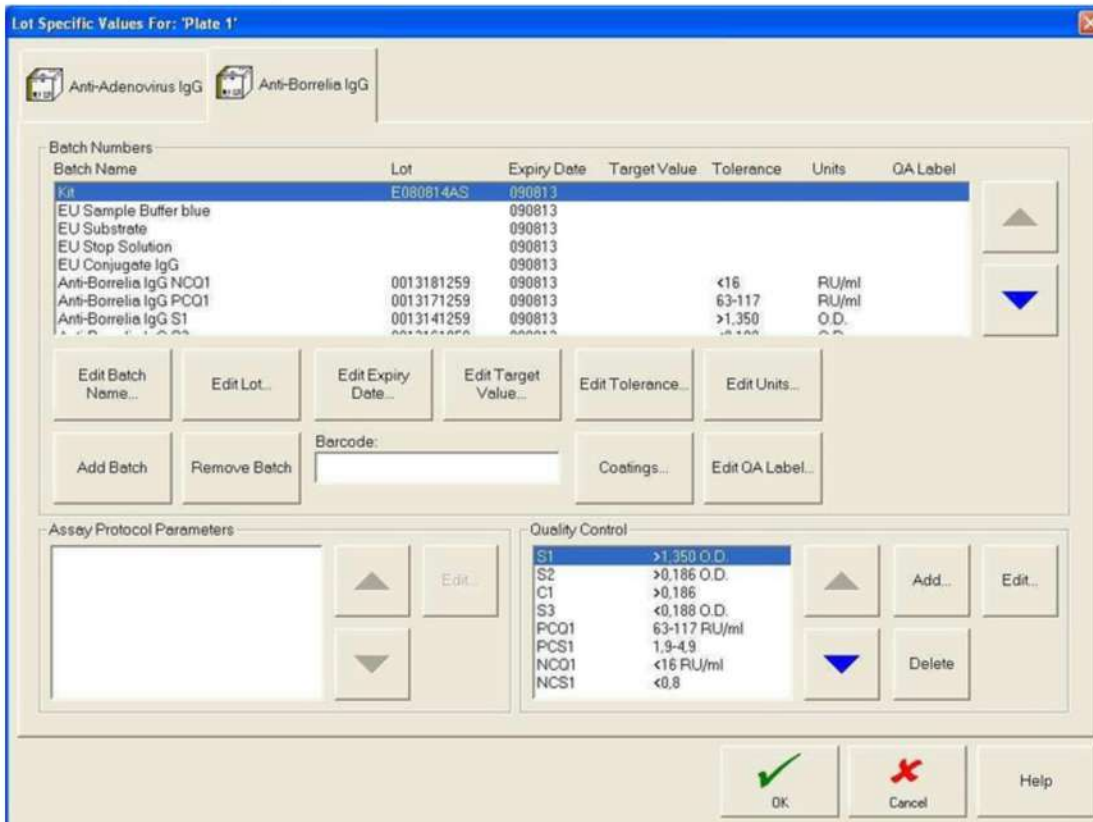 Lot Specific Values For: 'Plate 1'
Anti-Adenovirus IgG
Anti-Borrelia IgG
Batch Numbers
Batch Name Lot Expiry Date Target Value Tolerance Units QA Label
Kit E080814AS 090813
EU Sample Buffer blue 090813
EU Substrate 090813
EU Stop Solution 090813
EU Conjugate IgG 090813
Anti-Borrelia IgG NCQ1 0013181259 090813 <16 RU/ml
Anti-Borrelia IgG PCQ1 0013171259 090813 63-117 RU/ml
Anti-Borrelia IgG S1 0013141259 090813 >1,350 O.D.
Edit Batch
Name...
Edit Lot...
Edit Expiry
Date...
Edit Target
Value...
Edit Tolerance...
Edit Units...
Add Batch
Remove Batch
Barcode:
Coatings...
Edit QA Label...
Assay Protocol Parameters
Edit...
Quality Control
S1 >1,350 O.D.
S2 >0,186 O.D.
C1 >0,186
S3 <0,188 O.D.
PCQ1 63-117 RU/ml
PCS1 1,9-4,9
NCQ1 <16 RU/ml
NCS1 <0,8
Add...
Edit...
Delete
OK
Cancel
Help